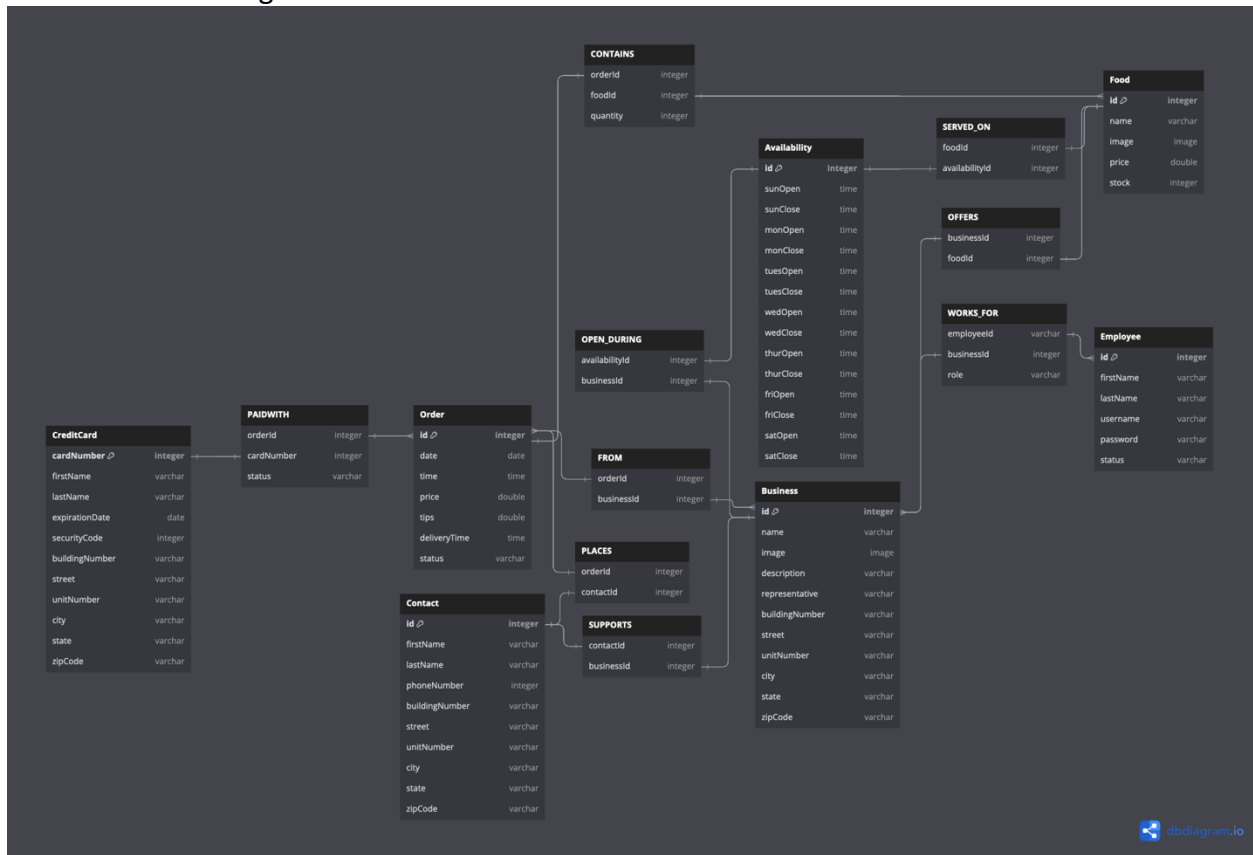 CONTAINS
orderId integer
foodId integer
quantity integer
Food
id integer
name varchar
image image
price double
stock integer
SERVED_ON
foodId integer
availabilityId integer
Availability
id integer
sunOpen time
sunClose time
monOpen time
monClose time
tuesOpen time
tuesClose time
wedOpen time
wedClose time
thurOpen time
thurClose time
friOpen time
friClose time
satOpen time
satClose time
OFFERS
businessId integer
foodId integer
WORKS_FOR
employeeId varchar
businessId integer
role varchar
Employee
id integer
firstName varchar
lastName varchar
username varchar
password varchar
status varchar
OPEN_DURING
availabilityId integer
businessId integer
CreditCard
cardNumber integer
firstName varchar
lastName varchar
expirationDate date
securityCode integer
buildingNumber varchar
street varchar
unitNumber varchar
city varchar
state varchar
zipCode varchar
PAIDWITH
orderId integer
cardNumber integer
status varchar
Order
id integer
date date
time time
price double
tips double
deliveryTime time
status varchar
FROM
orderId integer
businessId integer
PLACES
orderId integer
contactId integer
SUPPORTS
contactId integer
businessId integer
Contact
id integer
firstName varchar
lastName varchar
phoneNumber integer
buildingNumber varchar
street varchar
unitNumber varchar
city varchar
state varchar
zipCode varchar
Business
id integer
name varchar
image image
description varchar
representative varchar
buildingNumber varchar
street varchar
unitNumber varchar
city varchar
state varchar
zipCode varchar
dbdiagram.io